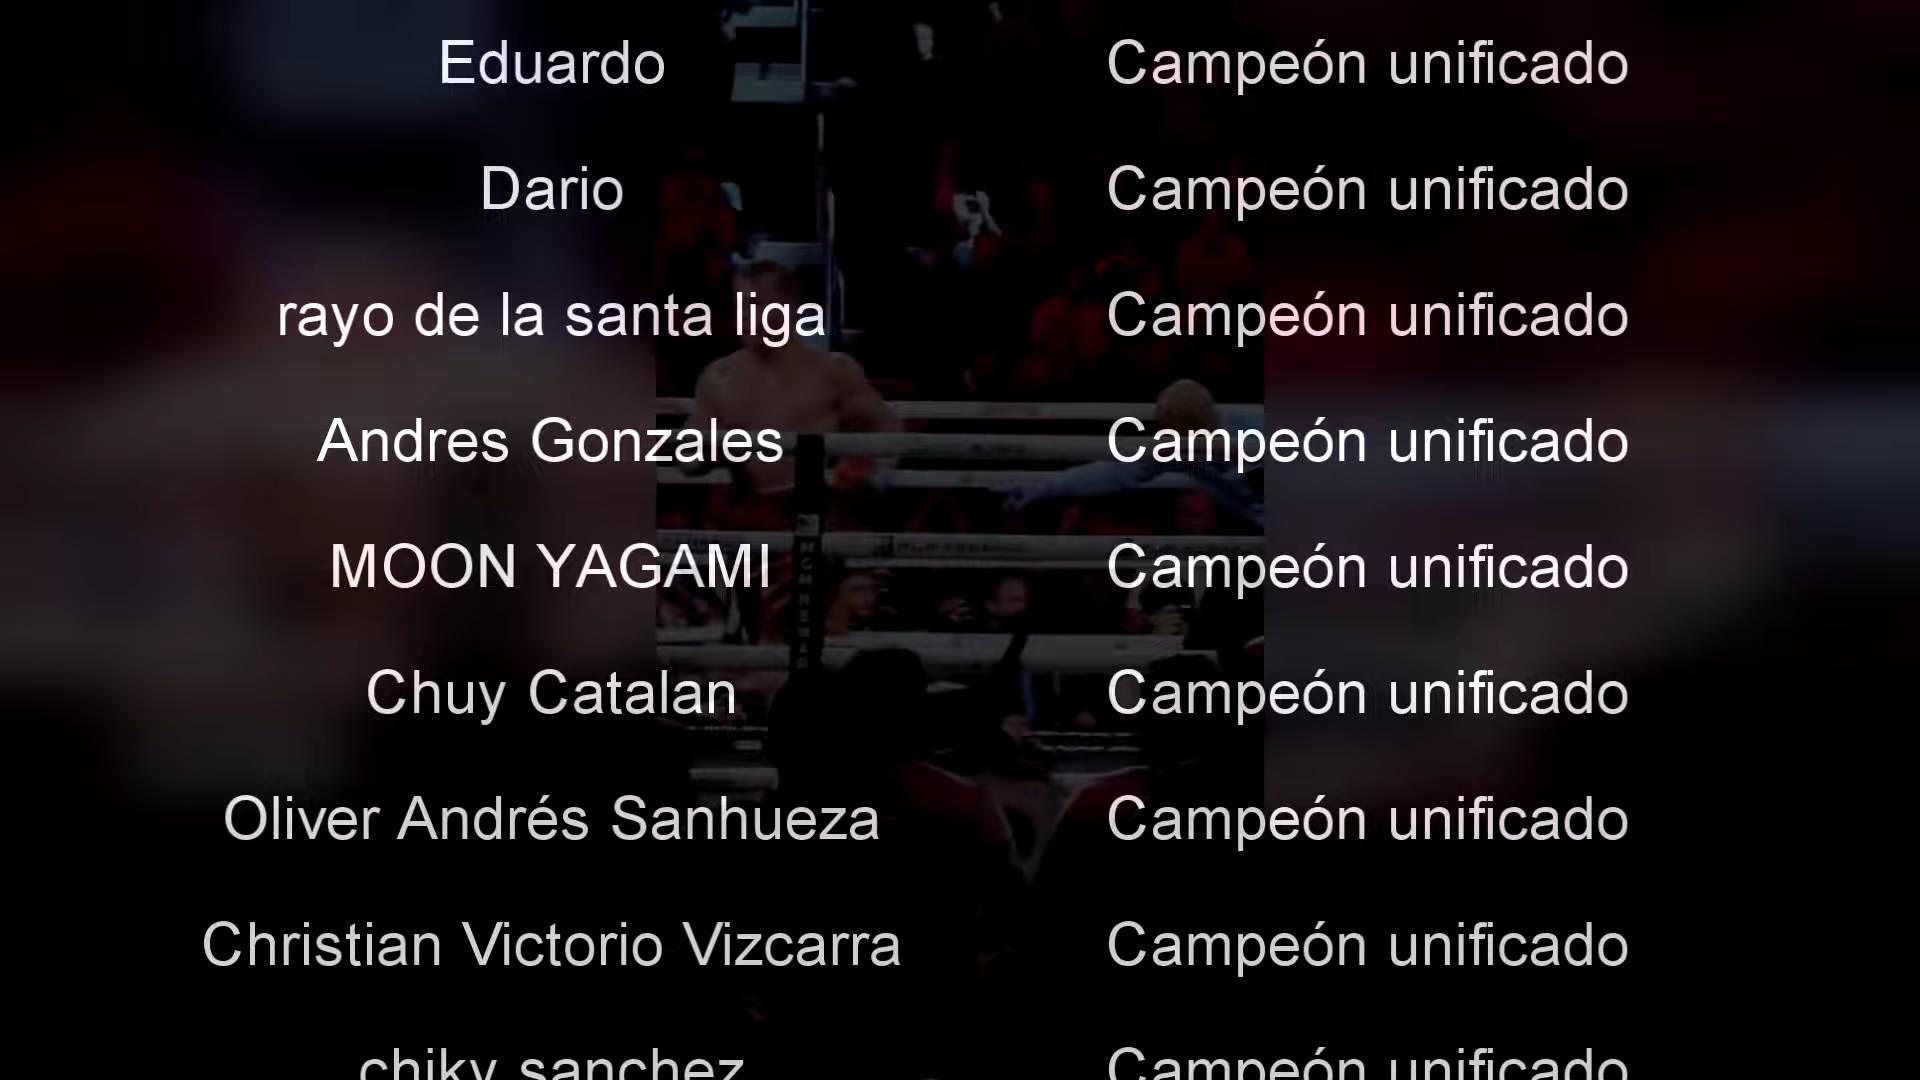 Eduardo Campeón unificado
Dario Campeón unificado
rayo de la santa liga Campeón unificado
Andres Gonzales Campeón unificado
MOON YAGAMI Campeón unificado
Chuy Catalan Campeón unificado
Oliver Andrés Sanhueza Campeón unificado
Christian Victorio Vizcarra Campeón unificado
chiky sanchez Campeón unificado